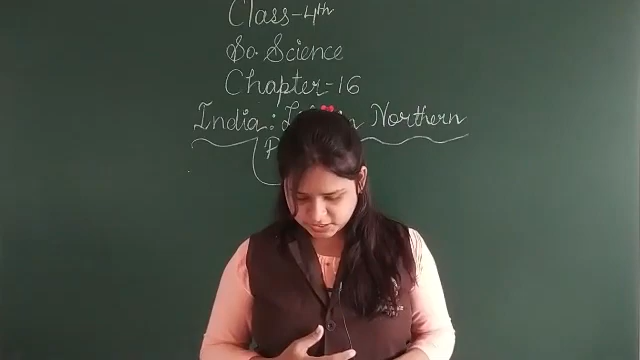 Class-4th
So. Science
Chapter-16
India: Northern